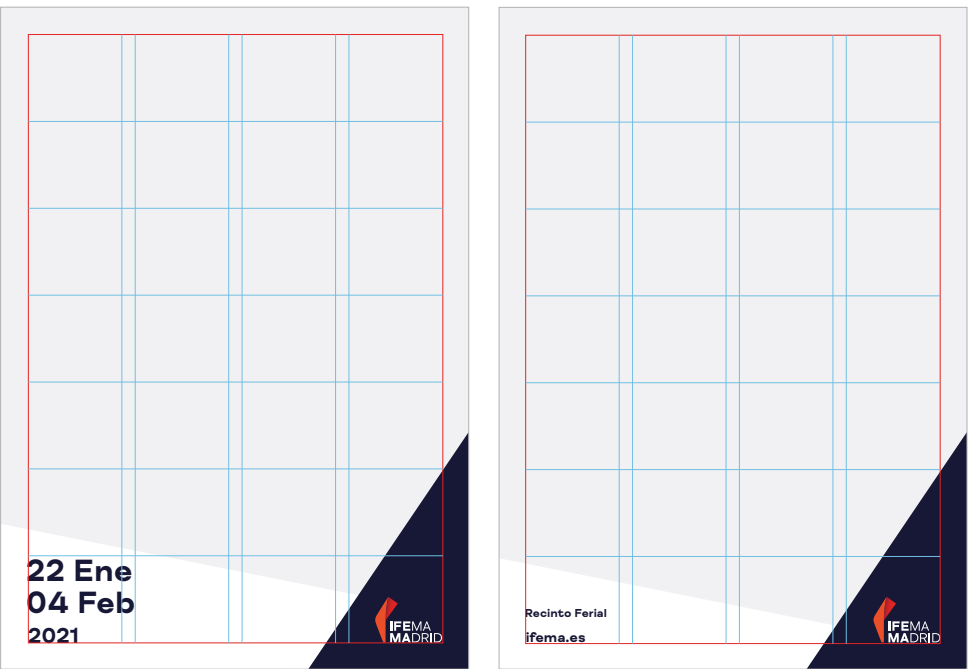 22 Ene
04 Feb
2021
IFEMA
MADRID
Recinto Ferial
ifema.es
IFEMA
MADRID